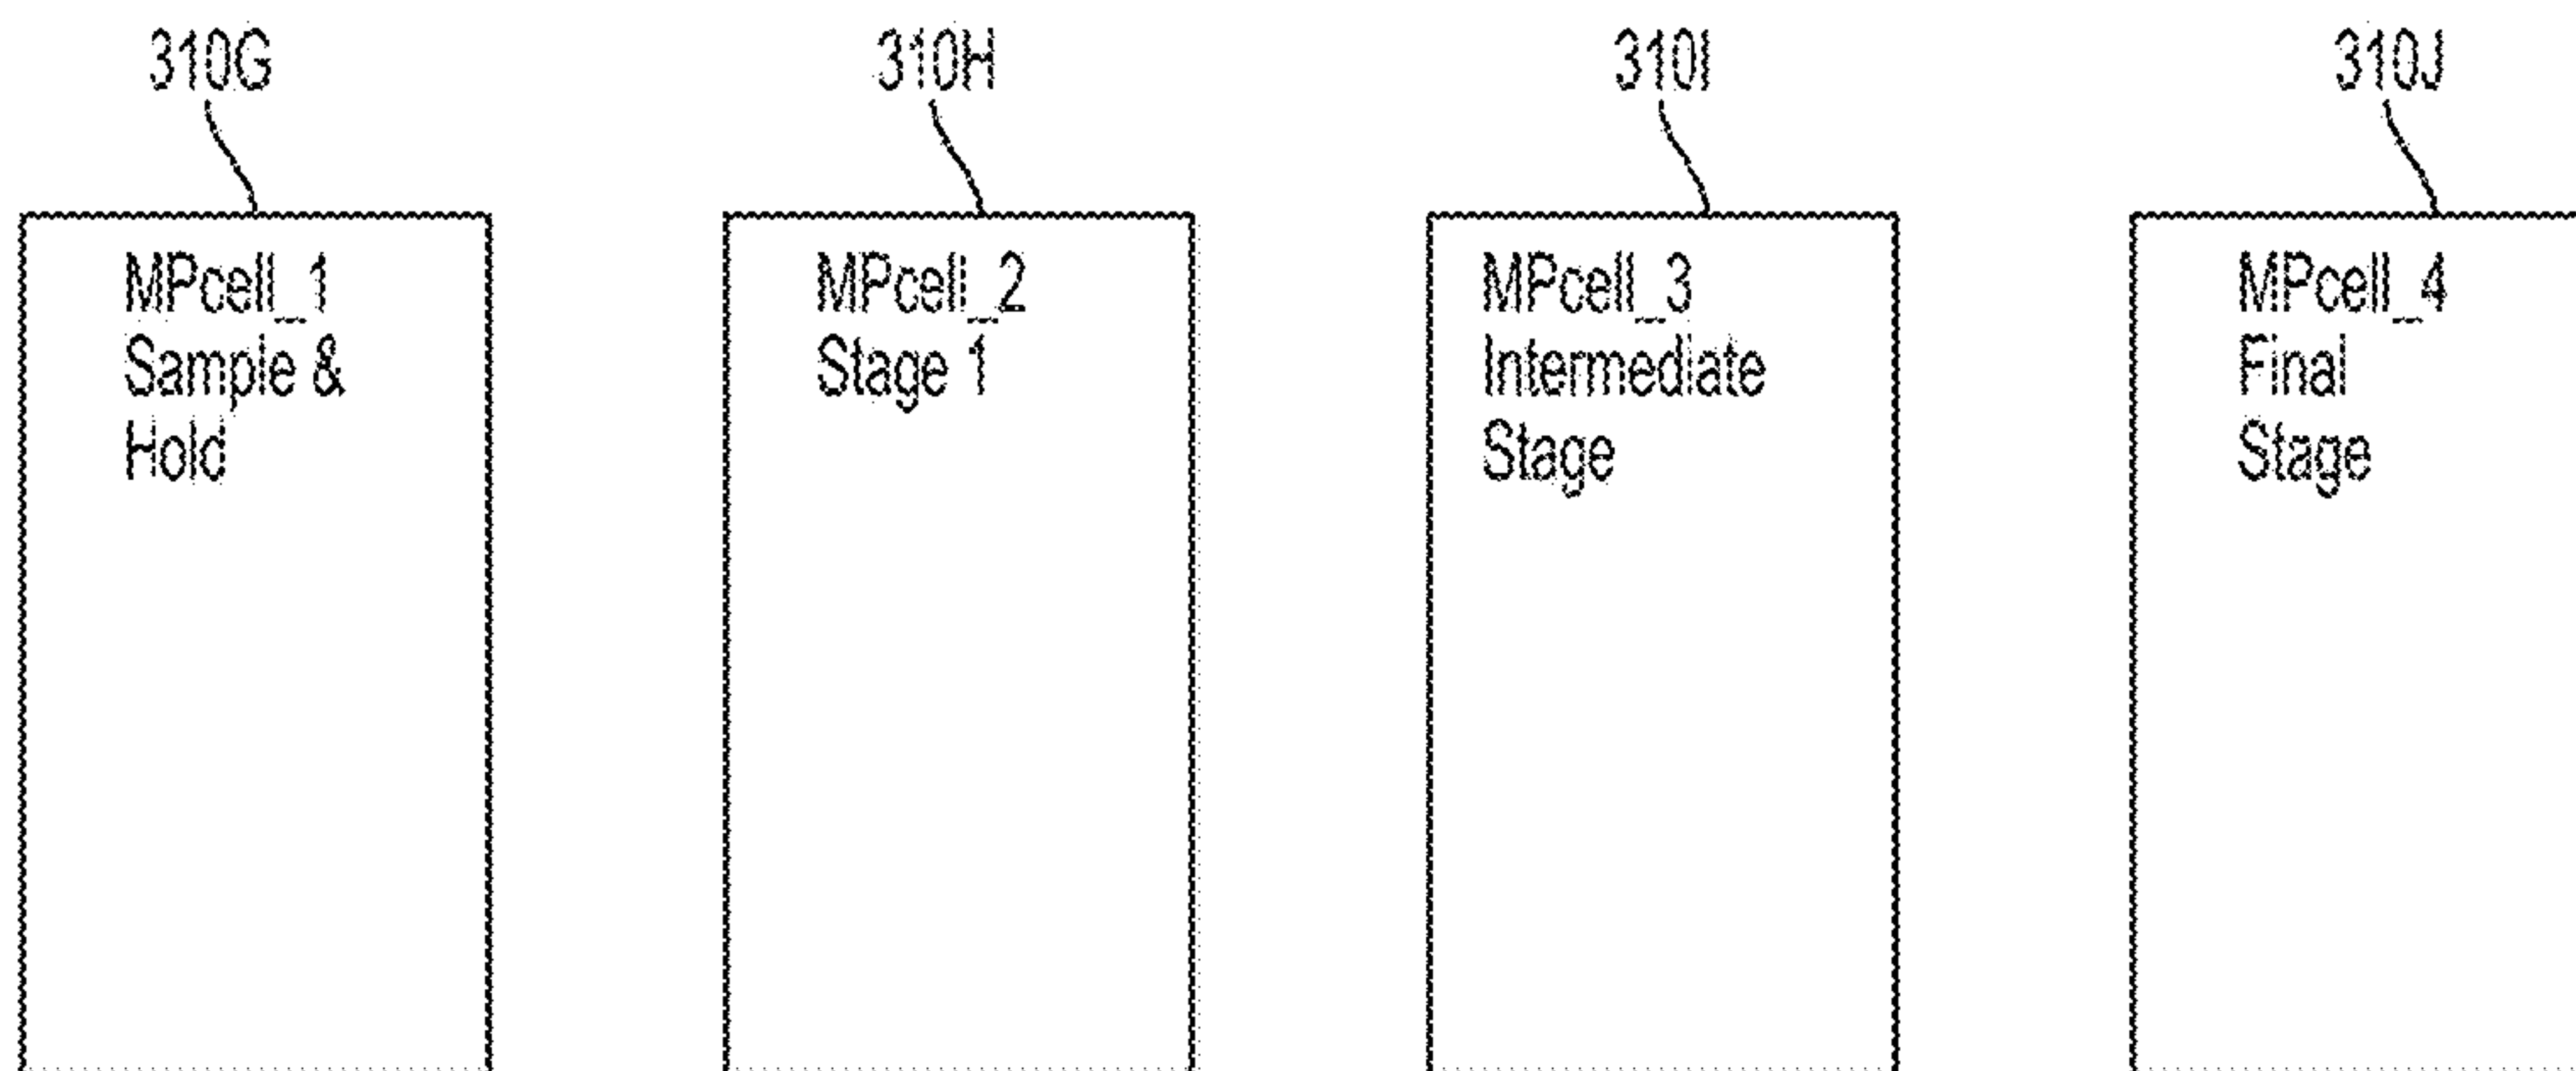 310G
310H
310I
310J
MPcell_1
Sample &
Hold
MPcell_2
Stage 1
MPcell_3
Intermediate
Stage
MPcell_4
Final
Stage